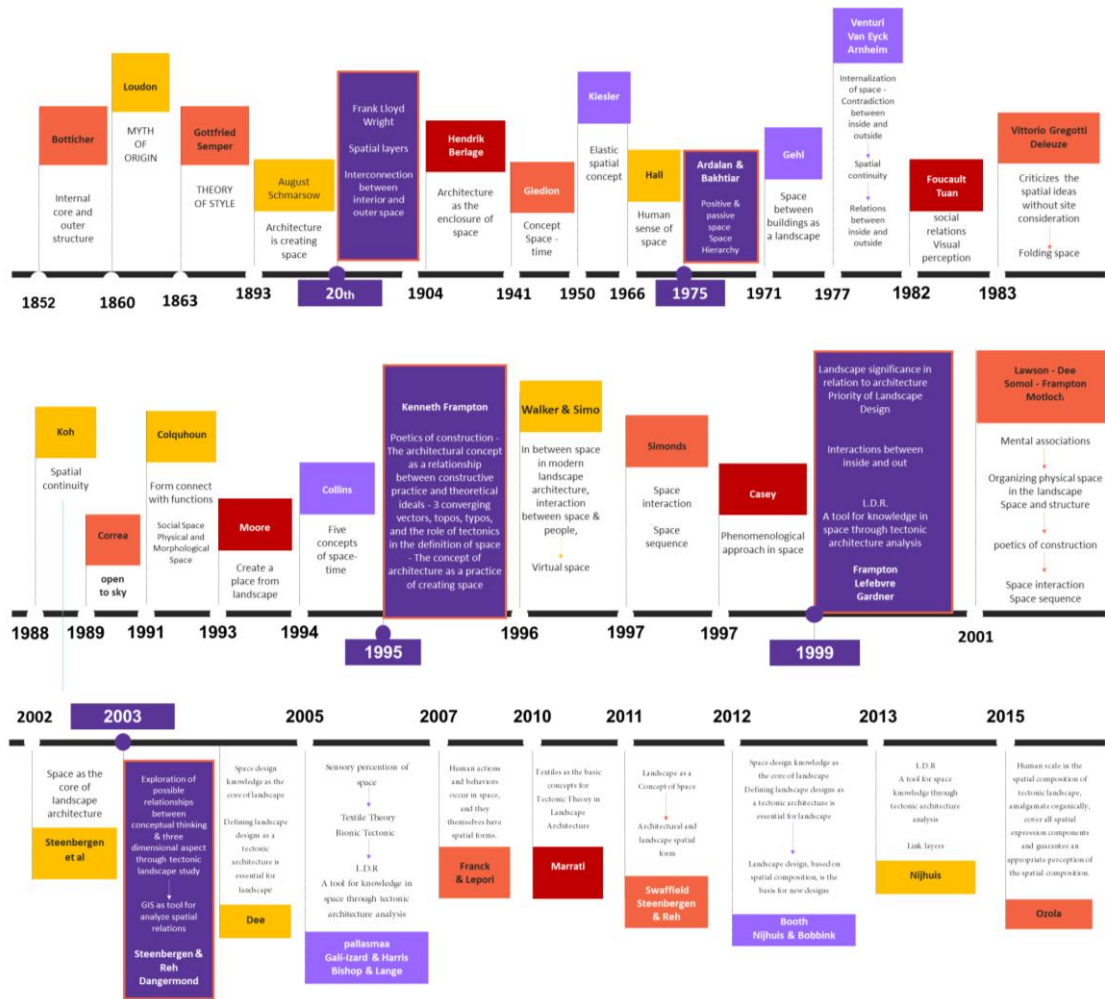 Botticher
Internal
core and
outer
structure
Loudon
MYTH
OF
ORIGIN
Gottfried
Semper
THEORY
OF STYLE
August
Schmarsow
Architecture
is creating
space
Frank Lloyd
Wright
Spatial layers
Interconnection
between
interior and
outer space
Hendrik
Berlage
Architecture
as the
enclosure of
space
Giedion
Concept
Space -
time
Kiesler
Elastic
spatial
concept
Hall
Human
sense of
space
Ardalan &
Bakhtiar
Positive &
passive
space
Space
Hierarchy
Gehl
Space
between
buildings as
a landscape
Venturi
Van Eyck
Arnheim
Internalization
of space -
Contradiction
between
inside and
outside
Spatial
continuity
Relations
between
inside and
outside
Foucault
Tuan
social
relations
Visual
perception
Vittorio Gregotti
Deleuze
Criticizes the
spatial ideas
without site
consideration
Folding space
1852
1860
1863
1893
20th
1904
1941
1950
1966
1975
1971
1977
1982
1983
Koh
Spatial
continuity
Correa
open
to sky
Colquhoun
Form connect
with functions
Social Space
Physical and
Morphological
Space
Moore
Create a
place from
landscape
Collins
Five
concepts
of space-
time
Kenneth Frampton
Poetics of construction -
The architectural concept
as a relationship
between constructive
practice and theoretical
ideals - 3 converging
vectors, topos, typos,
and the role of tectonics
in the definition of space
- The concept of
architecture as a practice
of creating space
Walker & Simo
In between space
in modern
landscape
architecture,
interaction
between space &
people,
Virtual space
Simonds
Space
interaction
Space
sequence
Casey
Phenomenological
approach in space
Landscape significance in
relation to architecture
Priority of Landscape
Design
Interactions between
inside and out
L.D.R.
A tool for knowledge in
space through tectonic
architecture analysis
Frampton
Lefebvre
Gardner
Lawson - Dee
Somol - Frampton
Motloch
Mental associations
Organizing physical space
in the landscape
Space and structure
poetics of construction
Space interaction
Space sequence
1988
1989
1991
1993
1994
1995
1996
1997
1997
1999
2001
2002
2003
2005
2007
2010
2011
2012
2013
2015
Space as the
core of
landscape
architecture
Steenbergen
et al
Exploration of
possible
relationships
between
conceptual thinking
& three
dimensional aspect
through tectonic
landscape study
GIS as tool for
analyze spatial
relations
Steenbergen &
Reh
Dangermond
Space design
knowledge as the
core of landscape
Defining landscape
designs as a
tectonic
architecture is
essential for
landscape
Dee
Sensory percention of
space
Textile Theory
Bionic Tectonic
L.D.R
A tool for knowledge in
space through tectonic
architecture analysis
pallasmaa
Galí-Izard & Harris
Bishop & Lange
Human actions
and behaviors
occur in space,
and they
themselves have
spatial forms.
Franck
& Lepori
Textiles as the basic
concepts for
Tectonic Theory in
Landscape
Architecture
Marrati
Landscape as a
Concept of Space
Architectural and
landscape spatial
form
Swaffield
Steenbergen
& Reh
Space design knowledge as
the core of landscape
Defining landscape designs as
a tectonic architecture is
essential for landscape
Landscape design, based on
spatial composition, is the
basis for new designs
Booth
Nijhuis & Bobbink
L.D.R
A tool for space
knowledge through
tectonic architecture
analysis
Link layers
Nijhuis
Human scale in the
spatial composition of
tectonic landscape,
amalgamate organically,
cover all spatial
expression components
and guarantee an
appropriate perception of
the spatial composition.
Ozola